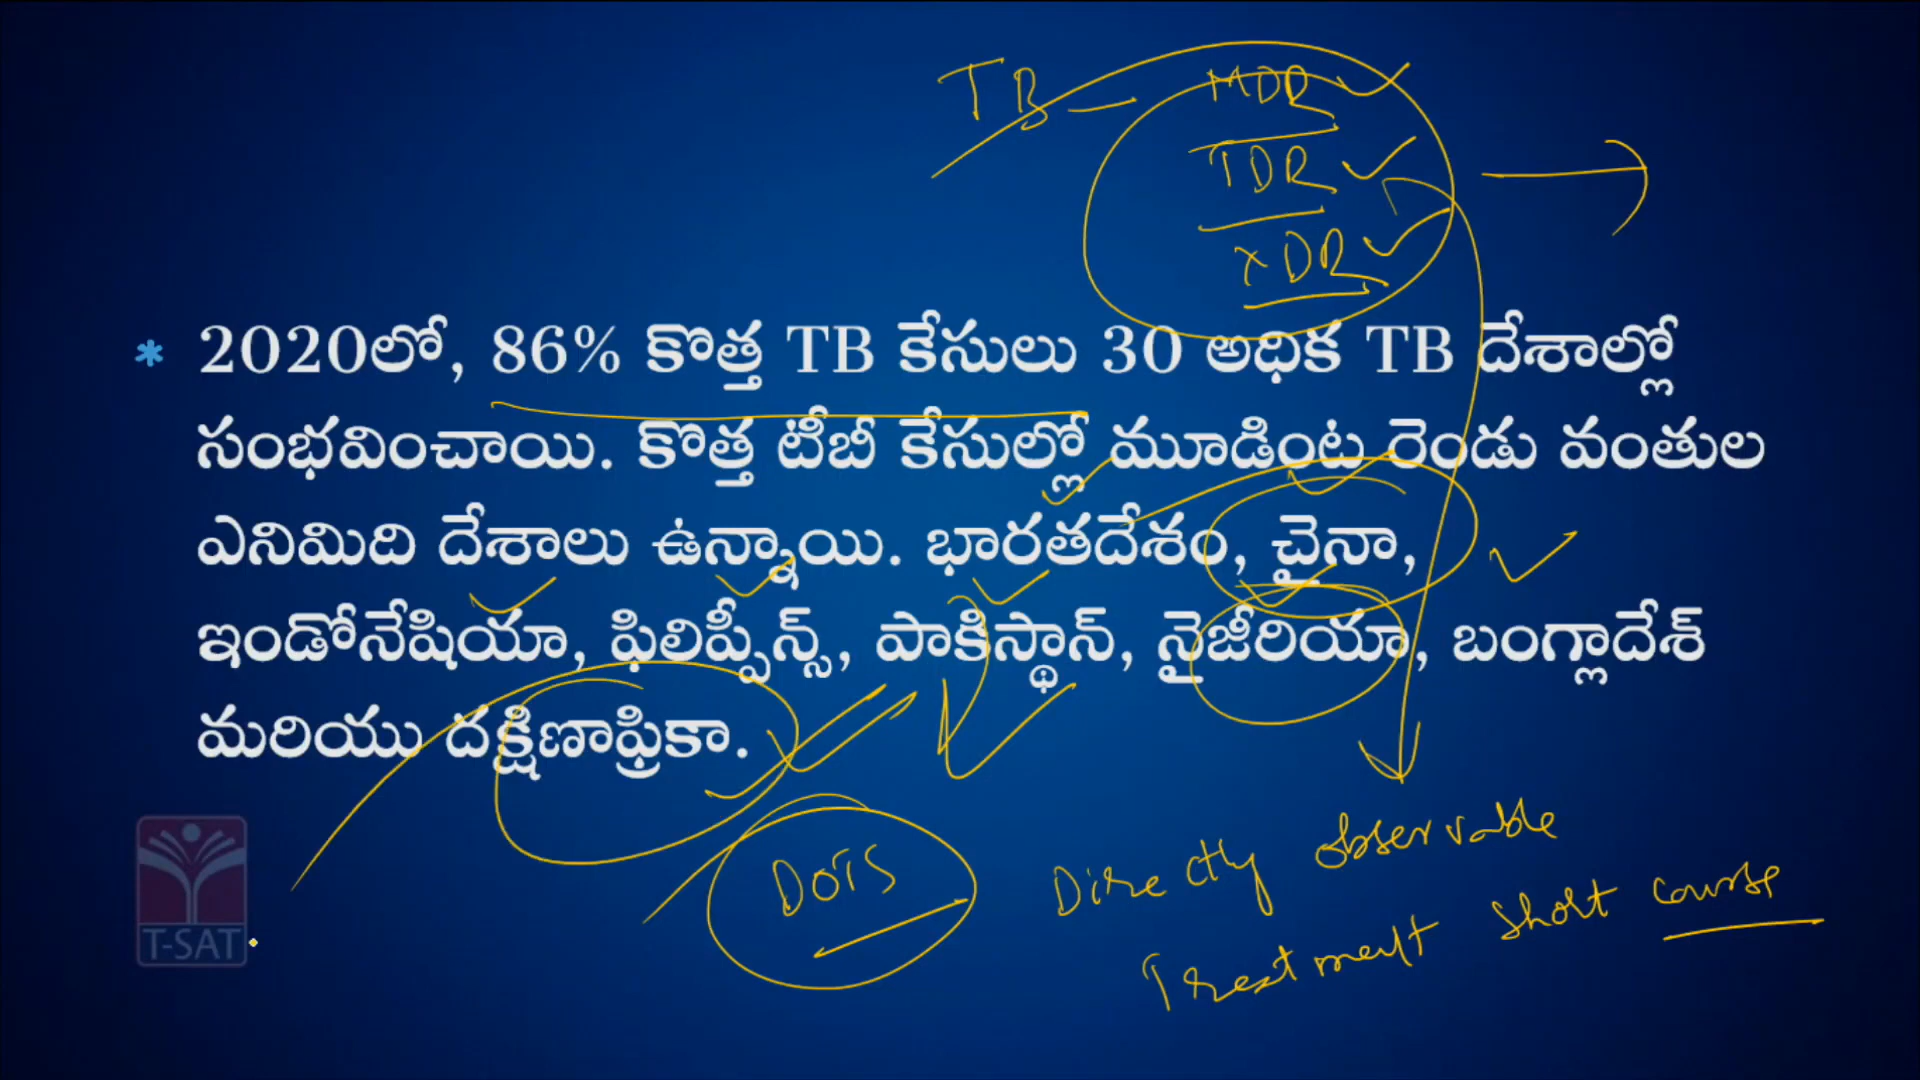 TB - MDR
TDR
XDR
* 2020లో, 86% కొత్త TB కేసులు 30 అధిక TB దేశాల్లో
సంభవించాయి. కొత్త టీబీ కేసుల్లో మూడింట రెండు వంతుల
ఎనిమిది దేశాలు ఉన్నాయి. భారతదేశం, చైనా,
ఇండోనేషియా, ఫిలిప్పీన్స్, పాకిస్థాన్, నైజీరియా, బంగ్లాదేశ్
మరియు దక్షిణాఫ్రికా.
DOTS
Directly observable
Treatment short course
T-SAT